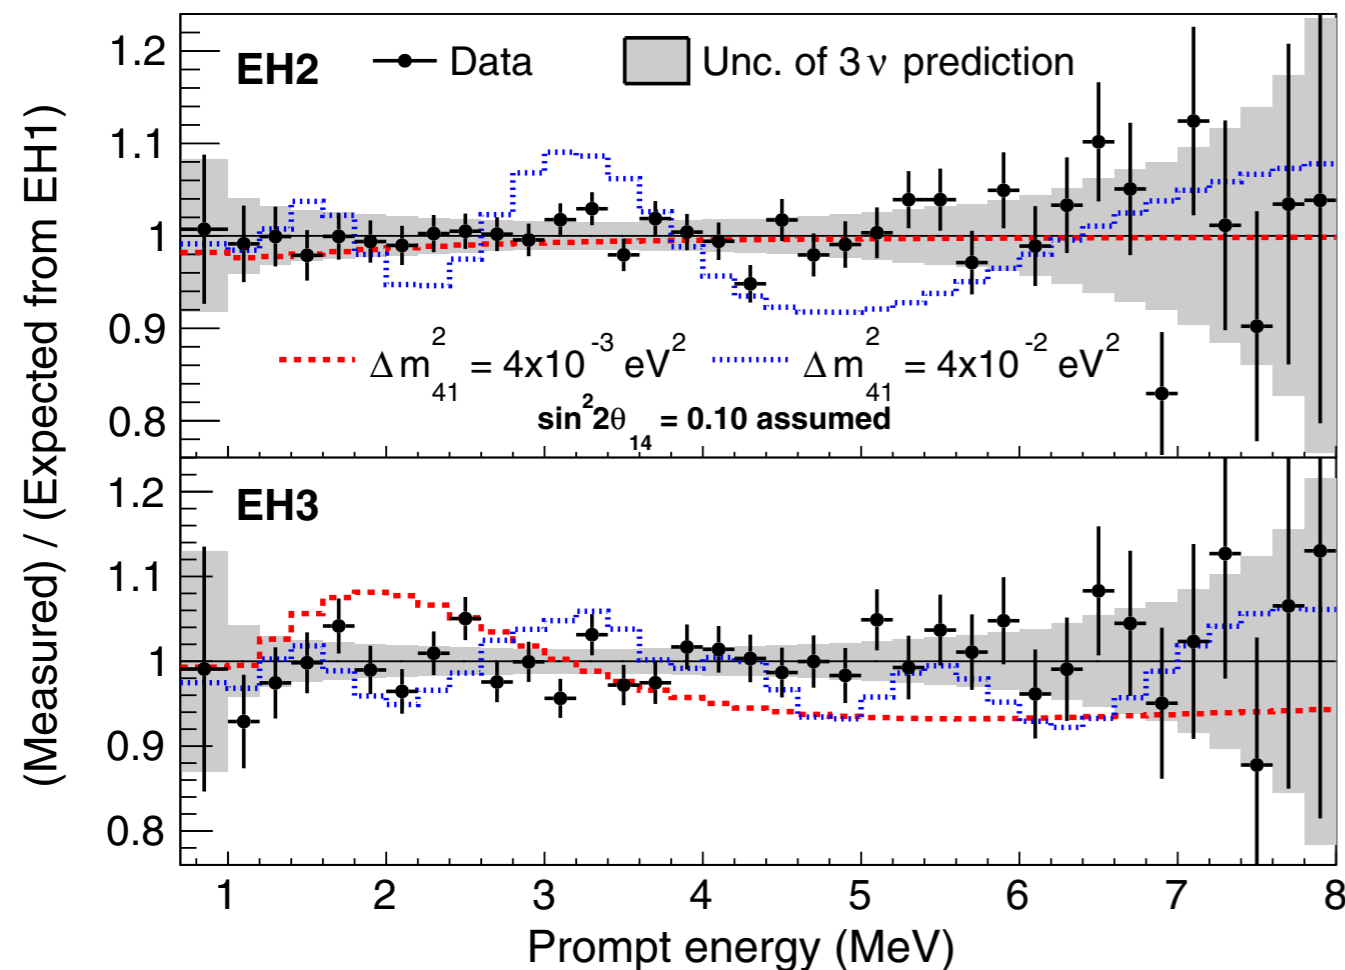 (Measured) / (Expected from EH1)
1.2
1.1
1
0.9
0.8
EH2 Data Unc. of 3 ν prediction
Δm²₄₁ = 4x10⁻³ eV² Δm²₄₁ = 4x10⁻² eV²
sin²2θ₁₄ = 0.10 assumed
1.2
1.1
1
0.9
0.8
EH3
1 2 3 4 5 6 7 8
Prompt energy (MeV)